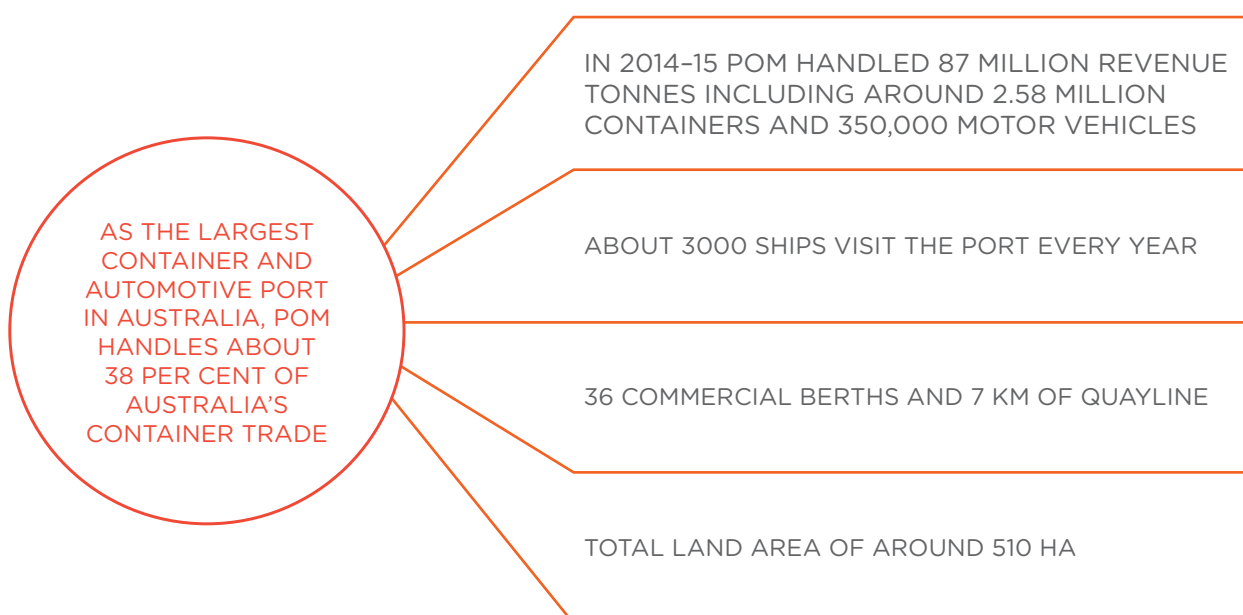 AS THE LARGEST
CONTAINER AND
AUTOMOTIVE PORT
IN AUSTRALIA, POM
HANDLES ABOUT
38 PER CENT OF
AUSTRALIA'S
CONTAINER TRADE
IN 2014–15 POM HANDLED 87 MILLION REVENUE
TONNES INCLUDING AROUND 2.58 MILLION
CONTAINERS AND 350,000 MOTOR VEHICLES
ABOUT 3000 SHIPS VISIT THE PORT EVERY YEAR
36 COMMERCIAL BERTHS AND 7 KM OF QUAYLINE
TOTAL LAND AREA OF AROUND 510 HA